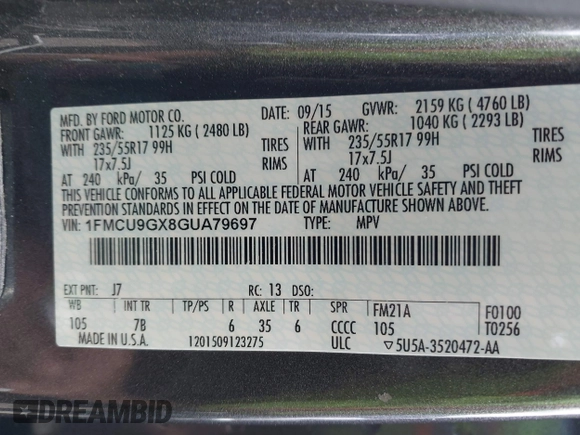 MFD. BY FORD MOTOR CO. DATE: 09/15 GVWR: 2159 KG ( 4760 LB)
FRONT GAWR: 1125 KG ( 2480 LB) REAR GAWR: 1040 KG ( 2293 LB)
WITH 235/55R17 99H TIRES WITH 235/55R17 99H TIRES
17x7.5J RIMS 17x7.5J RIMS
AT 240 kPa/ 35 PSI COLD AT 240 kPa/ 35 PSI COLD
THIS VEHICLE CONFORMS TO ALL APPLICABLE FEDERAL MOTOR VEHICLE SAFETY AND THEFT
PREVENTION STANDARDS IN EFFECT ON THE DATE OF MANUFACTURE SHOWN ABOVE.
VIN: 1FMCU9GX8GUA79697 TYPE: MPV
EXT PNT: J7 RC: 13 DSO:
WB INT TR TP/PS R AXLE TR SPR FM21A F0100
105 7B 6 35 6 CCCC 105 T0256
MADE IN U.S.A. 1201509123275 ULC ▽5U5A-3520472-AA
DREAMBID